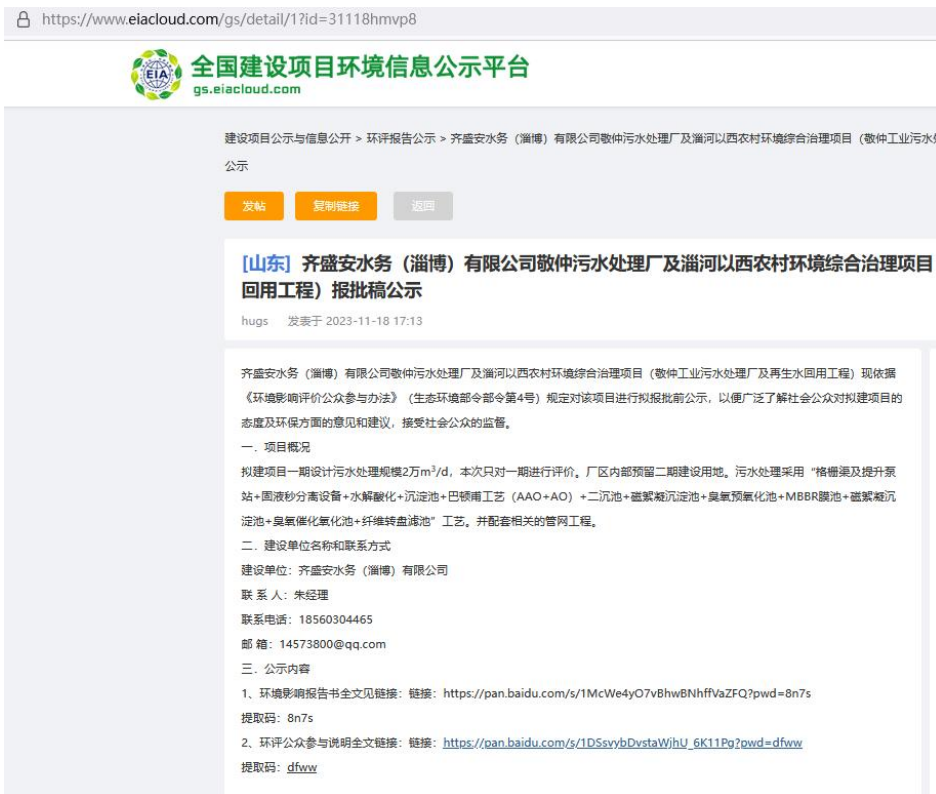 https://www.eiacloud.com/gs/detail/1?id=31118hmvp8
EIA
全国建设项目环境信息公示平台
gs.eiacloud.com
建设项目公示与信息公开 > 环评报告公示 > 齐盛安水务（淄博）有限公司敬仲污水处理厂及淄河以西农村环境综合治理项目（敬仲工业污水
公示
发帖 复制链接 返回
[山东] 齐盛安水务（淄博）有限公司敬仲污水处理厂及淄河以西农村环境综合治理项目
回用工程）报批稿公示
hugs 发表于 2023-11-18 17:13
齐盛安水务（淄博）有限公司敬仲污水处理厂及淄河以西农村环境综合治理项目（敬仲工业污水处理厂及再生水回用工程）现依据
《环境影响评价公众参与办法》（生态环境部令部令第4号）规定对该项目进行拟报批前公示，以便广泛了解社会公众对拟建项目的
态度及环保方面的意见和建议，接受社会公众的监督。
一．项目概况
拟建项目一期设计污水处理规模2万m³/d，本次只对一期进行评价。厂区内部预留二期建设用地。污水处理采用“格栅渠及提升泵
站+固液秒分离设备+水解酸化+沉淀池+巴顿甫工艺（AAO+AO）+二沉池+磁絮凝沉淀池+臭氧预氧化池+MBBR膜池+磁絮凝沉
淀池+臭氧催化氧化池+纤维转盘滤池”工艺。并配套相关的管网工程。
二．建设单位名称和联系方式
建设单位：齐盛安水务（淄博）有限公司
联 系 人：朱经理
联系电话：18560304465
邮 箱：14573800@qq.com
三．公示内容
1、环境影响报告书全文见链接：链接：https://pan.baidu.com/s/1McWe4yO7vBhwBNhffVaZFQ?pwd=8n7s
提取码：8n7s
2、环评公众参与说明全文链接：链接：https://pan.baidu.com/s/1DSsvybDvstaWjhU_6K11Pg?pwd=dfww
提取码：dfww